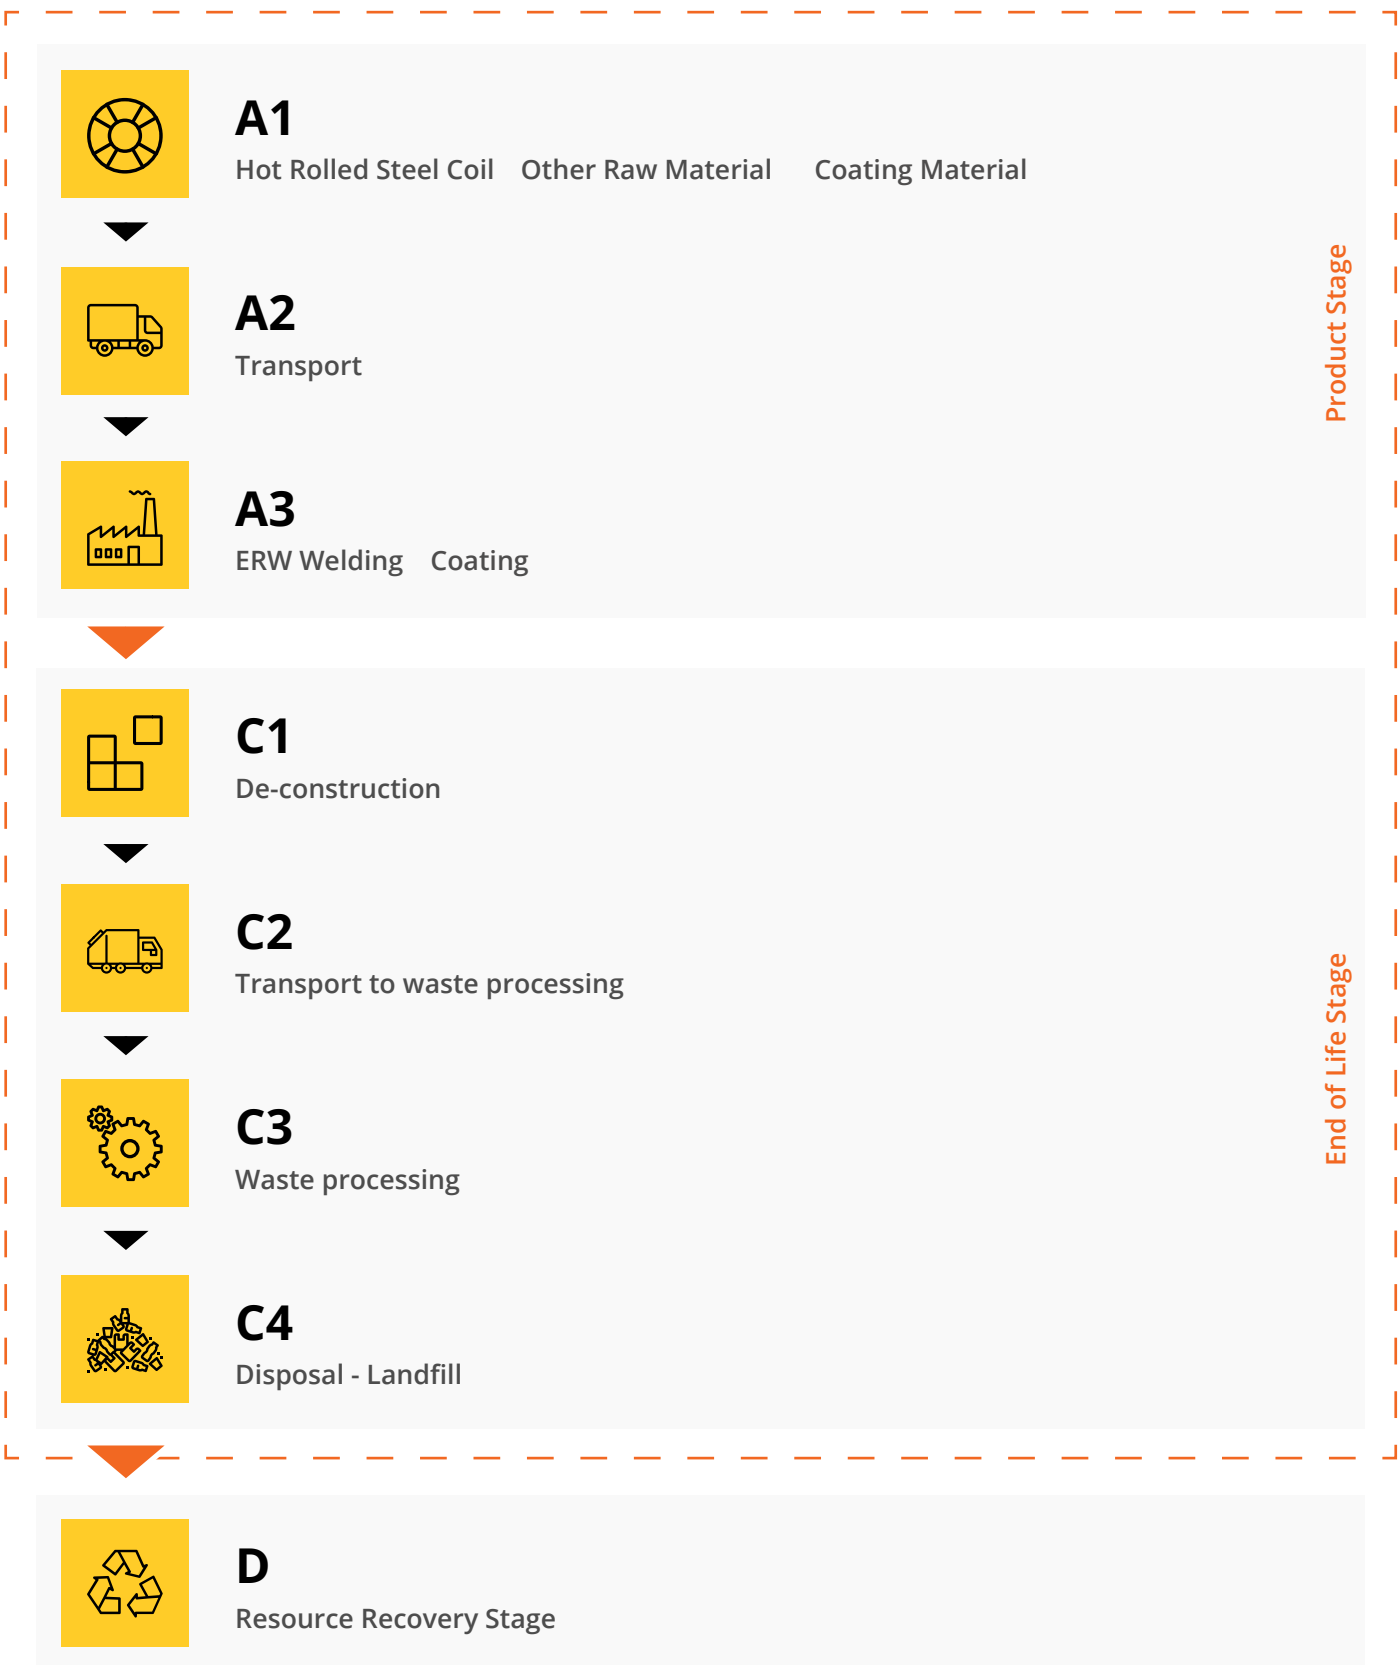 A1
Hot Rolled Steel Coil Other Raw Material Coating Material
A2
Transport
A3
ERW Welding Coating
Product Stage
C1
De-construction
C2
Transport to waste processing
C3
Waste processing
C4
Disposal - Landfill
End of Life Stage
D
Resource Recovery Stage